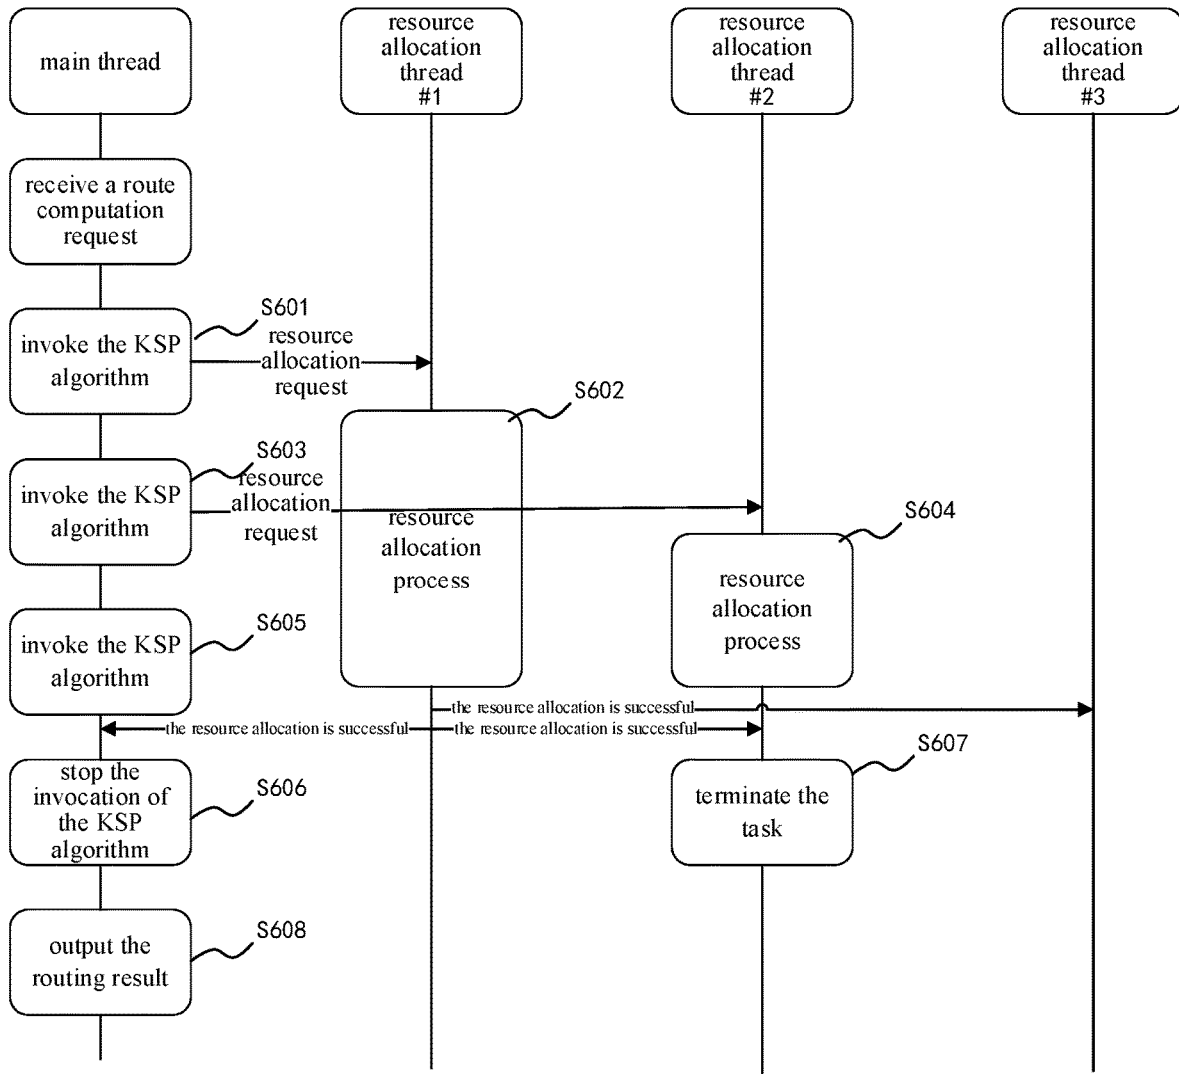 main thread
resource
allocation
thread
#1
resource
allocation
thread
#2
resource
allocation
thread
#3
receive a route
computation
request
S601
invoke the KSP
algorithm
resource
allocation
request
S602
resource
allocation
process
S603
invoke the KSP
algorithm
resource
allocation
request
S604
resource
allocation
process
S605
invoke the KSP
algorithm
the resource allocation is successful
the resource allocation is successful
the resource allocation is successful
S606
stop the
invocation of
the KSP
algorithm
S607
terminate the
task
S608
output the
routing result